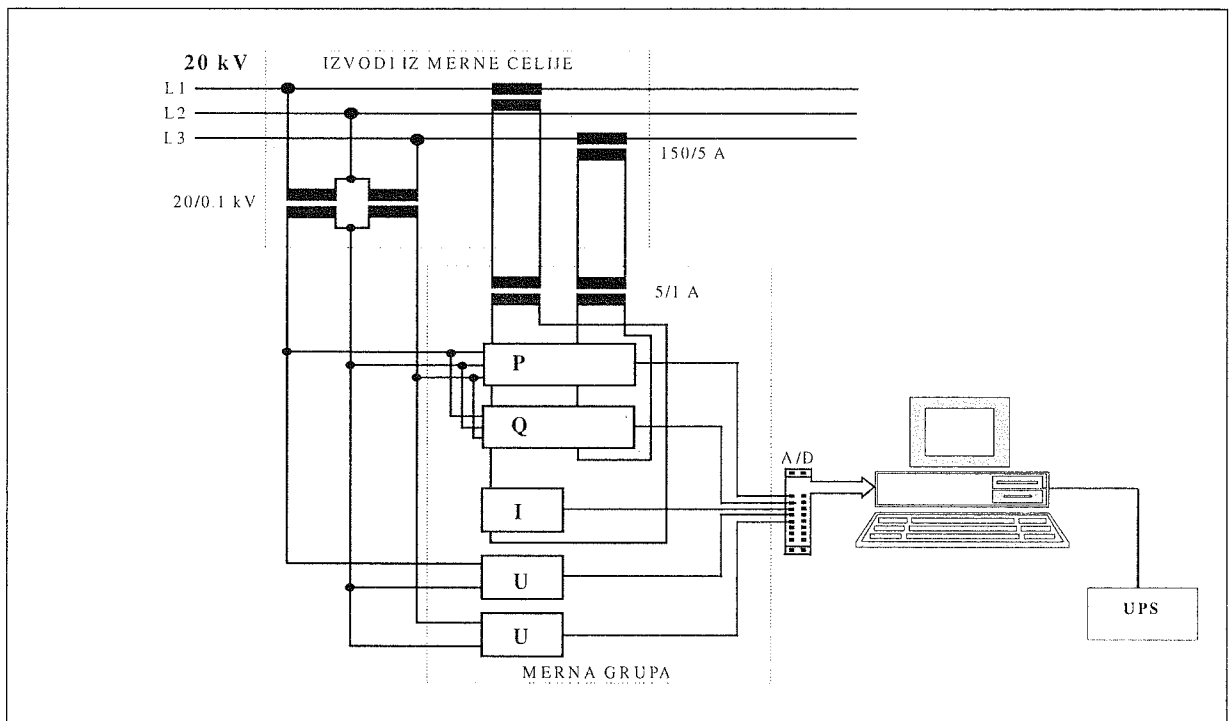 20 kV
IZVODI IZ MERNE CELIJE
L1
L2
L3
150/5 A
20/0.1 kV
5/1 A
P
Q
A/D
I
U
UPS
U
MERNA GRUPA